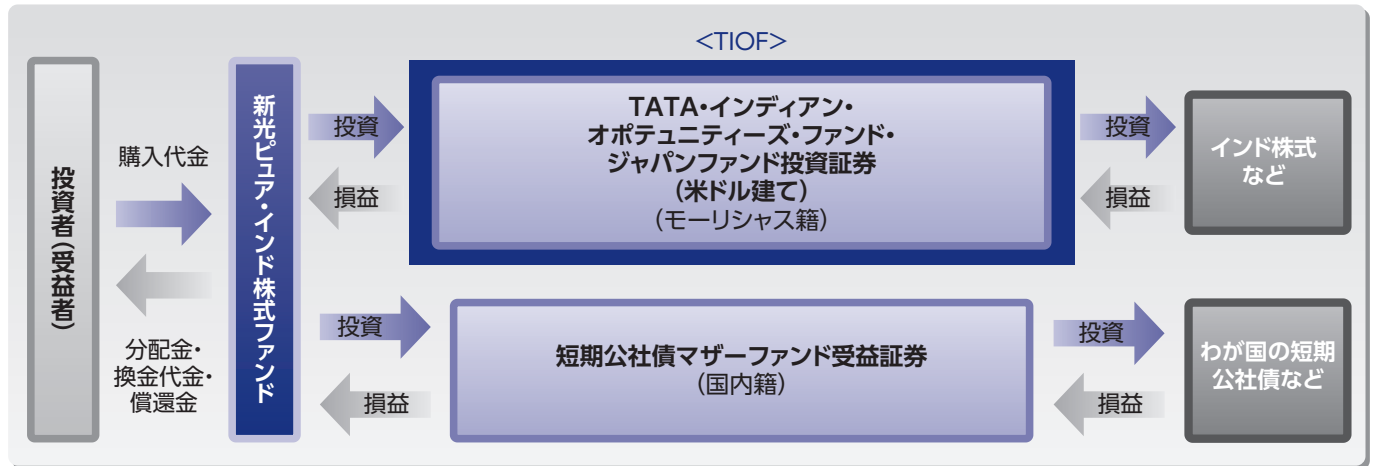 <TIOF>
投資者(受益者)
購入代金
分配金・
換金代金・
償還金
新光ピュア・インド株式ファンド
投資
損益
TATA・インディアン・
オポテュニティーズ・ファンド・
ジャパンファンド投資証券
(米ドル建て)
(モーリシャス籍)
投資
損益
インド株式
など
投資
損益
短期公社債マザーファンド受益証券
(国内籍)
投資
損益
わが国の短期
公社債など